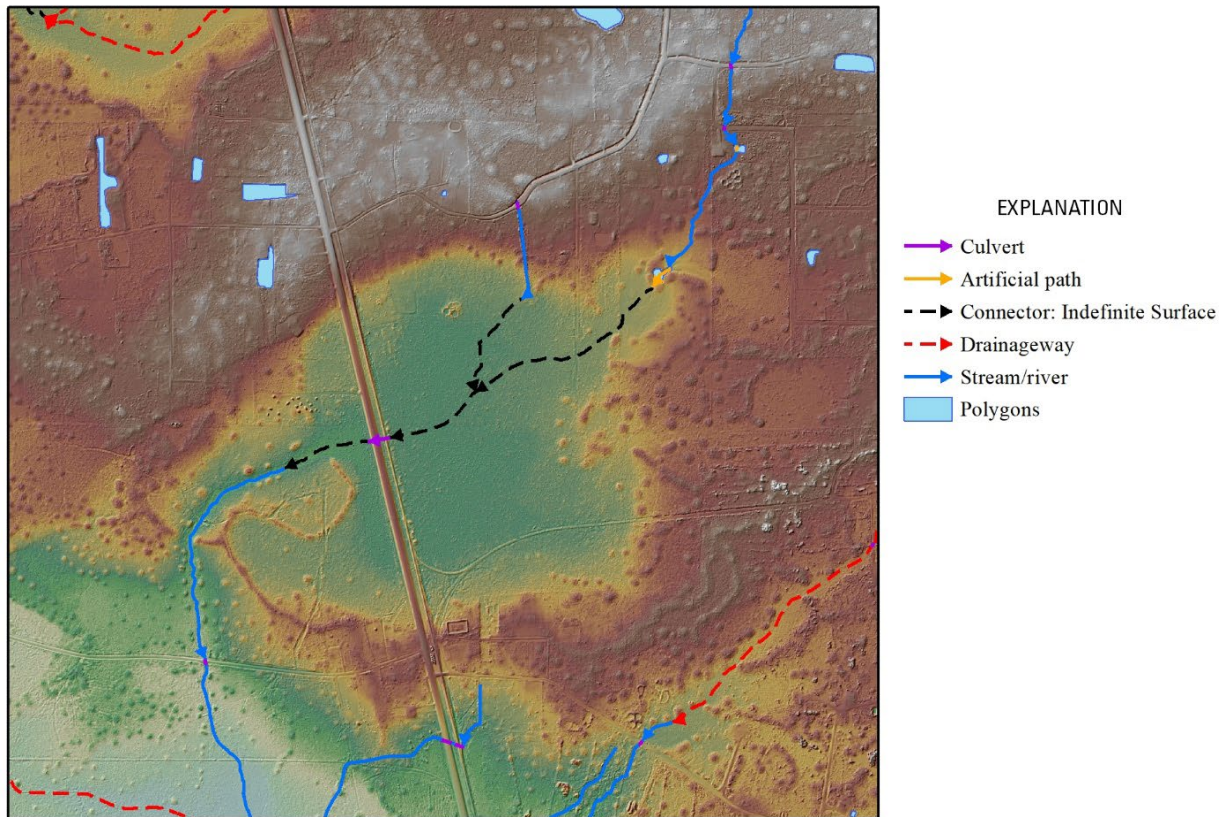 EXPLANATION
Culvert
Artificial path
Connector: Indefinite Surface
Drainageway
Stream/river
Polygons